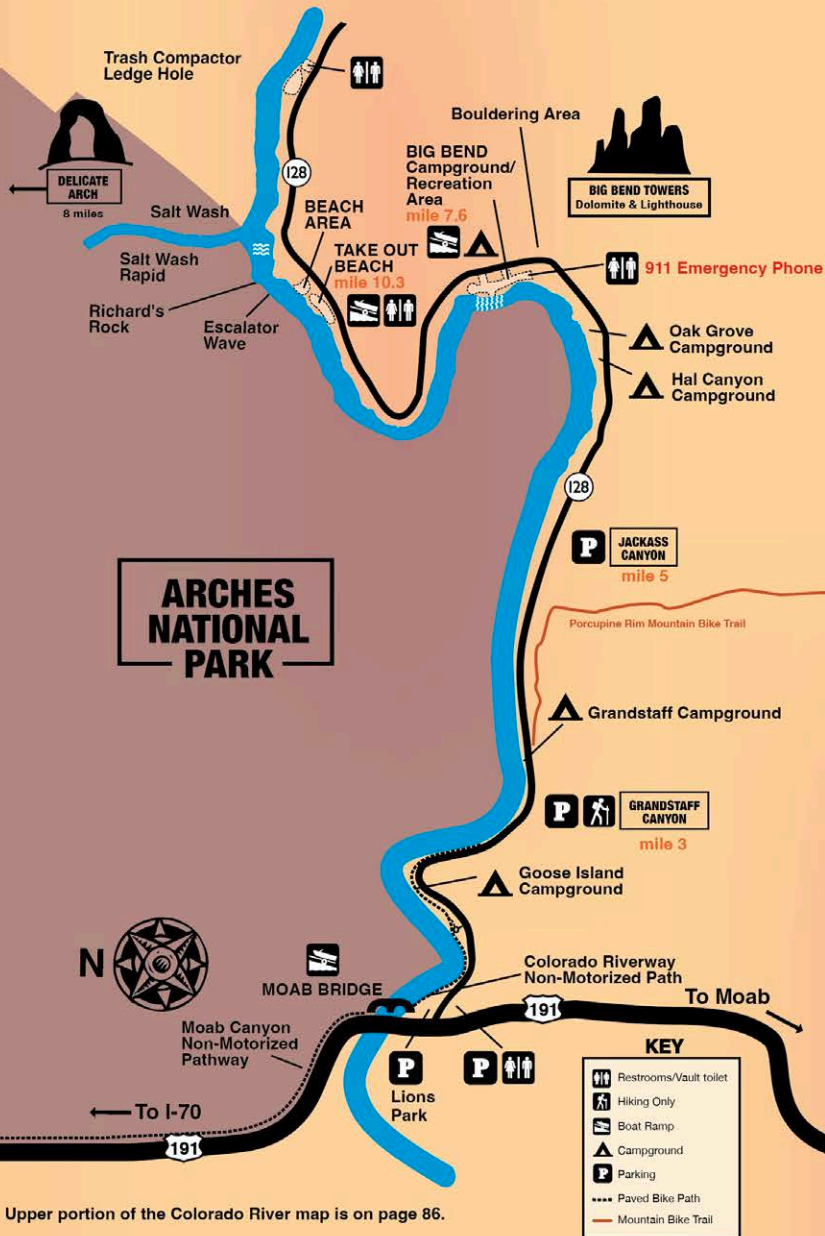 Trash Compactor
Ledge Hole
Bouldering Area
128
BIG BEND
Campground/
Recreation
Area
mile 7.6
DELICATE
ARCH
8 miles
BIG BEND TOWERS
Dolomite & Lighthouse
Salt Wash
BEACH
AREA
TAKE OUT
BEACH
mile 10.3
Salt Wash
Rapid
911 Emergency Phone
Richard's
Rock
Escalator
Wave
Oak Grove
Campground
Hal Canyon
Campground
128
P
JACKASS
CANYON
mile 5
ARCHES
NATIONAL
PARK
Porcupine Rim Mountain Bike Trail
Grandstaff Campground
P
GRANDSTAFF
CANYON
mile 3
Goose Island
Campground
N
MOAB BRIDGE
Colorado Riverway
Non-Motorized Path
191
To Moab
Moab Canyon
Non-Motorized
Pathway
P
P
Lions
Park
To I-70
191
KEY
Restrooms/Vault toilet
Hiking Only
Boat Ramp
Campground
P Parking
Paved Bike Path
Mountain Bike Trail
Upper portion of the Colorado River map is on page 86.